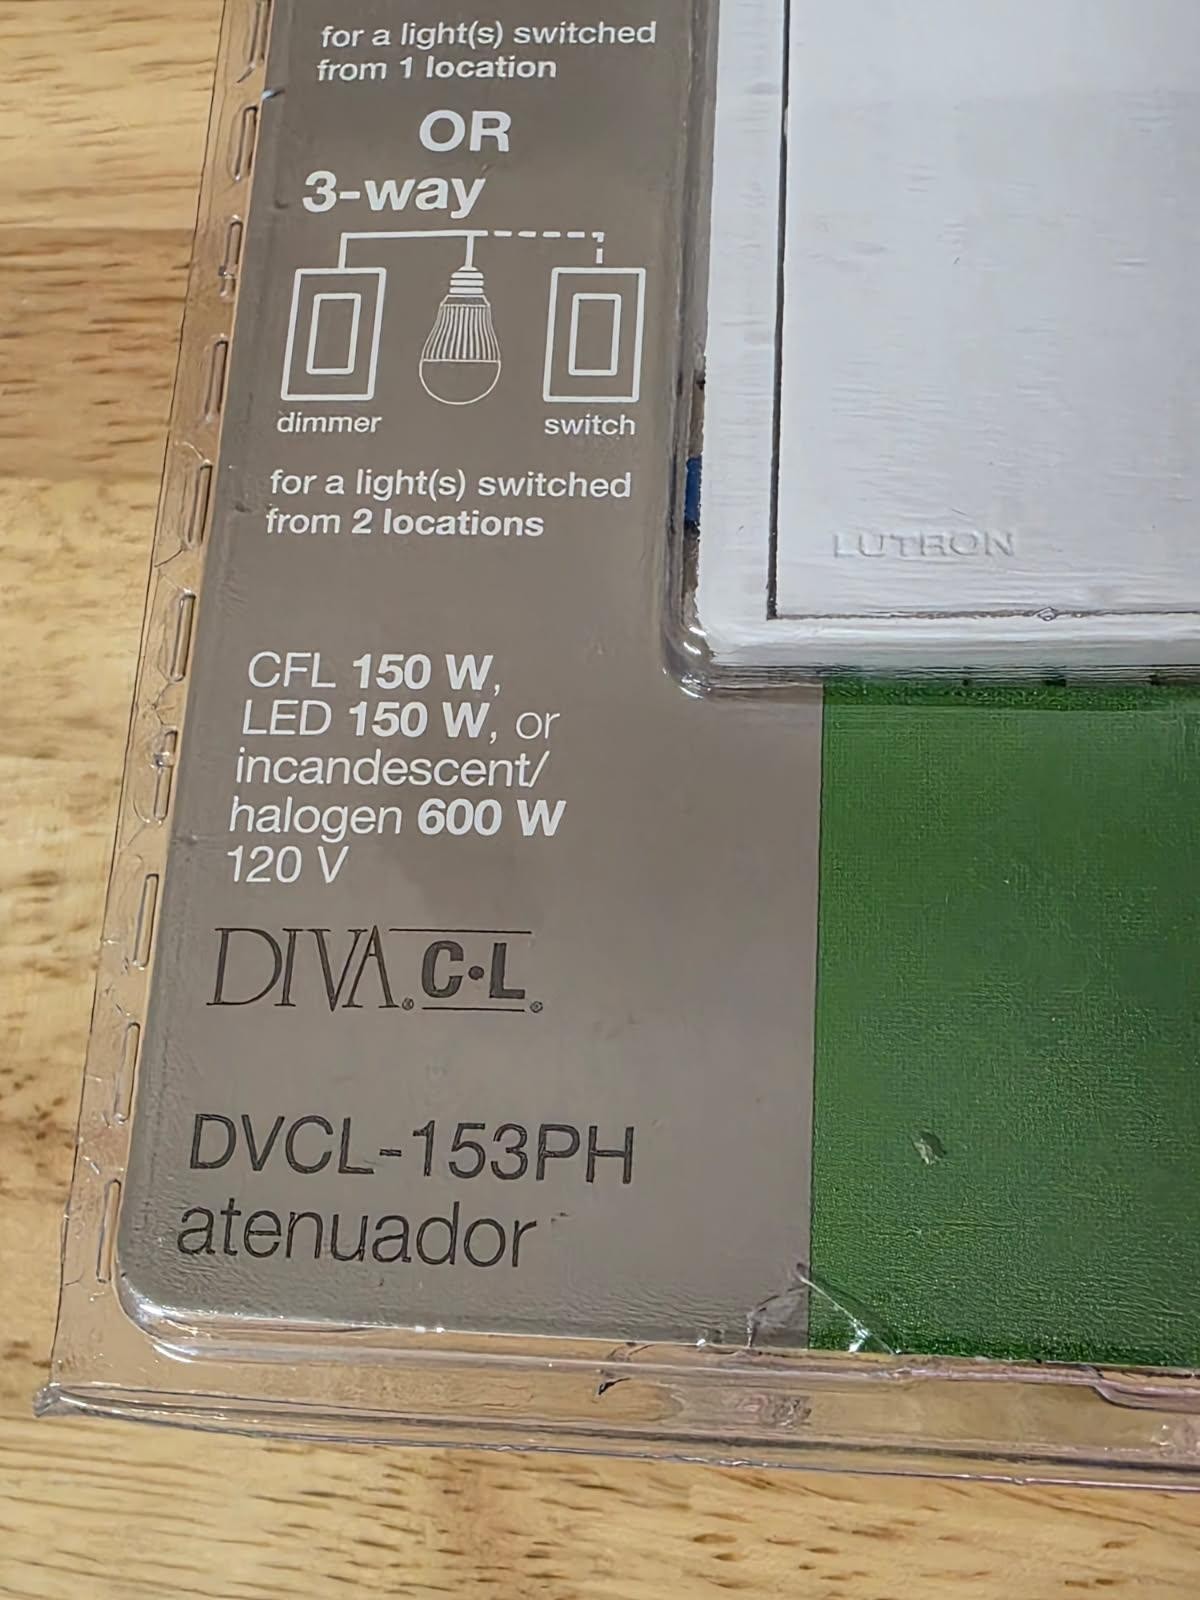 for a light(s) switched
from 1 location
OR
3-way
dimmer
switch
for a light(s) switched
from 2 locations
LUTRON
CFL 150 W,
LED 150 W, or
incandescent/
halogen 600 W
120 V
DIVA® C•L®
DVCL-153PH
atenuador